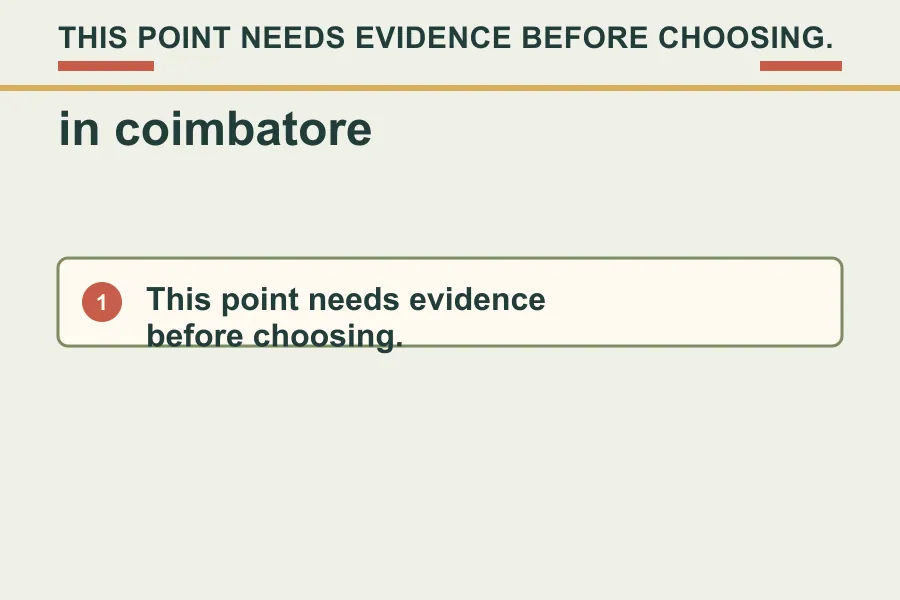 THIS POINT NEEDS EVIDENCE BEFORE CHOOSING.
in coimbatore
1
This point needs evidence
before choosing.